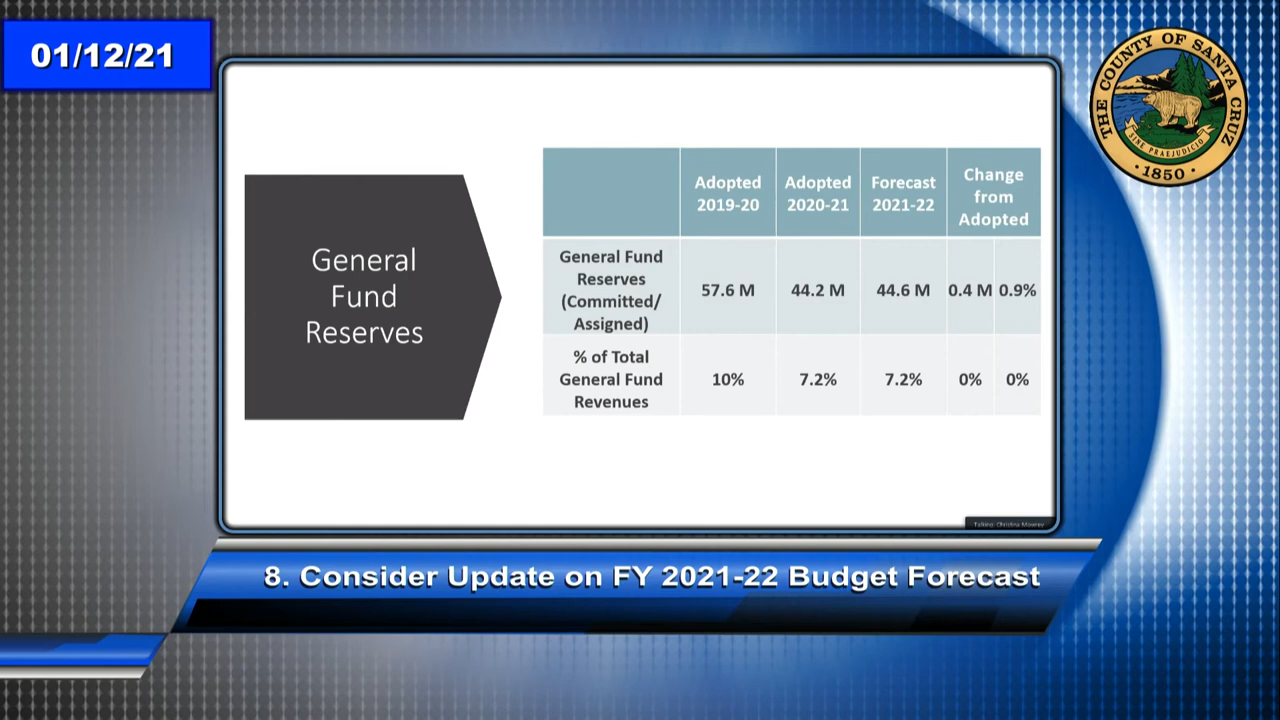 01/12/21
THE COUNTY OF SANTA CRUZ
SINE PRAEJUDICIO
• 1850 •
General
Fund
Reserves
Adopted 2019-20 Adopted 2020-21 Forecast 2021-22 Change from Adopted
General Fund Reserves (Committed/ Assigned) 57.6 M 44.2 M 44.6 M 0.4 M 0.9%
% of Total General Fund Revenues 10% 7.2% 7.2% 0% 0%
Talking: Christina Mowrey
8. Consider Update on FY 2021-22 Budget Forecast